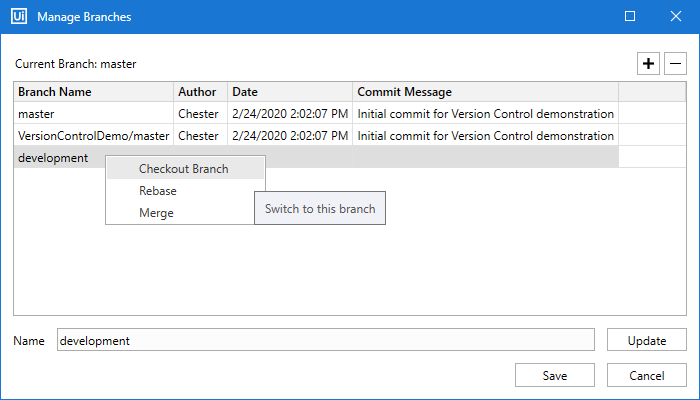 Ui Manage Branches
Current Branch: master
Branch Name Author Date Commit Message
master Chester 2/24/2020 2:02:07 PM Initial commit for Version Control demonstration
VersionControlDemo/master Chester 2/24/2020 2:02:07 PM Initial commit for Version Control demonstration
development
Checkout Branch
Rebase
Switch to this branch
Merge
Name development Update
Save Cancel